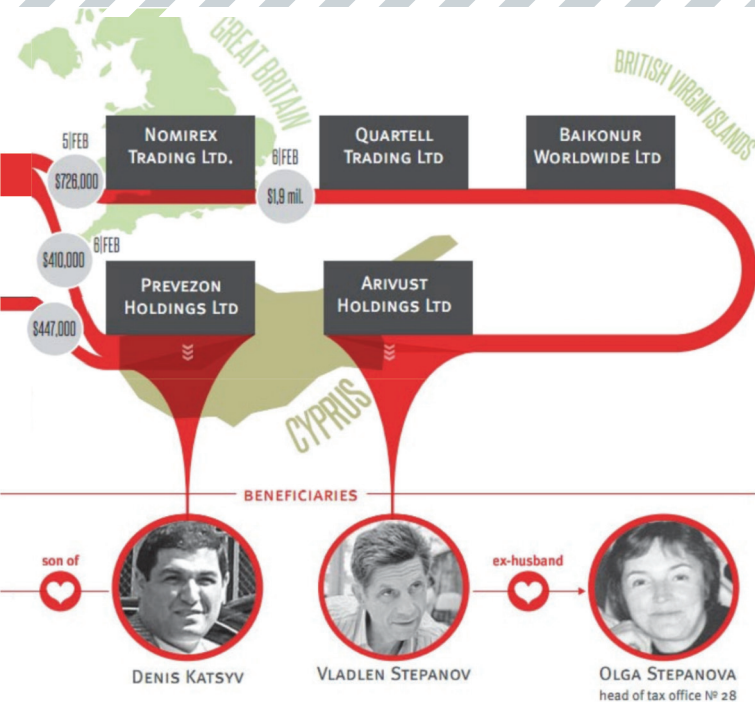 GREAT BRITAIN
BRITISH VIRGIN ISLANDS
5|FEB
$726,000
NOMIREX
TRADING LTD.
6|FEB
$1,9 mil.
QUARTELL
TRADING LTD
BAIKONUR
WORLDWIDE LTD
6|FEB
$410,000
$447,000
PREVEZON
HOLDINGS LTD
ARIVUST
HOLDINGS LTD
CYPRUS
BENEFICIARIES
son of
ex-husband
DENIS KATSYV
VLADLEN STEPANOV
OLGA STEPANOVA
head of tax office № 28